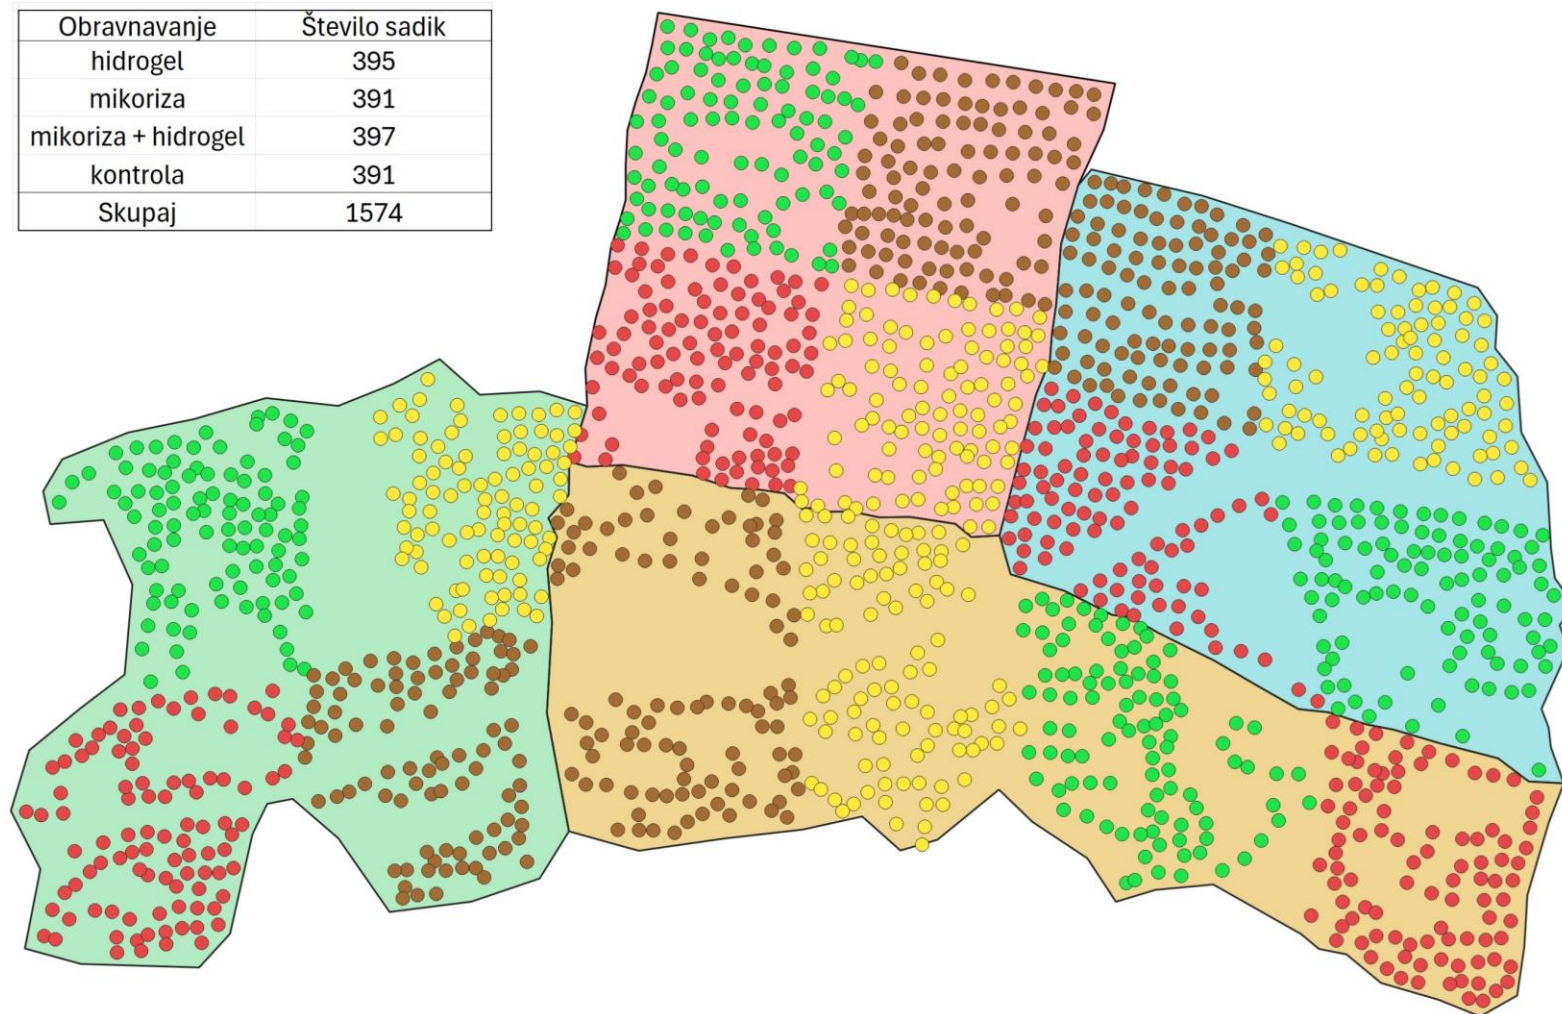 Obravnavanje Število sadik
hidrogel 395
mikoriza 391
mikoriza + hidrogel 397
kontrola 391
Skupaj 1574